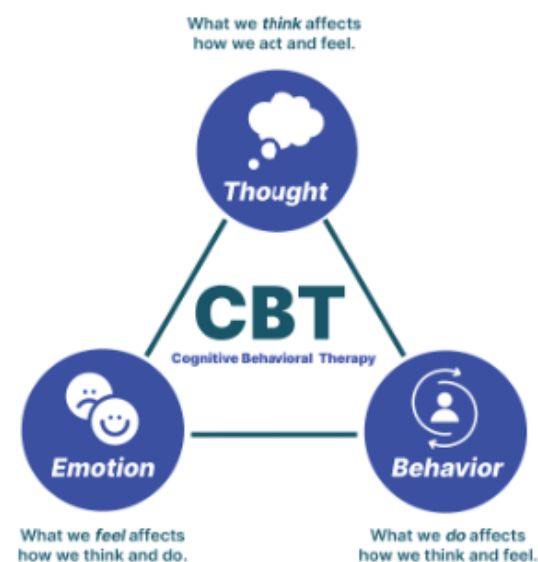 What we think affects
how we act and feel.
Thought
CBT
Cognitive Behavioral Therapy
Emotion
Behavior
What we feel affects
how we think and do.
What we do affects
how we think and feel.